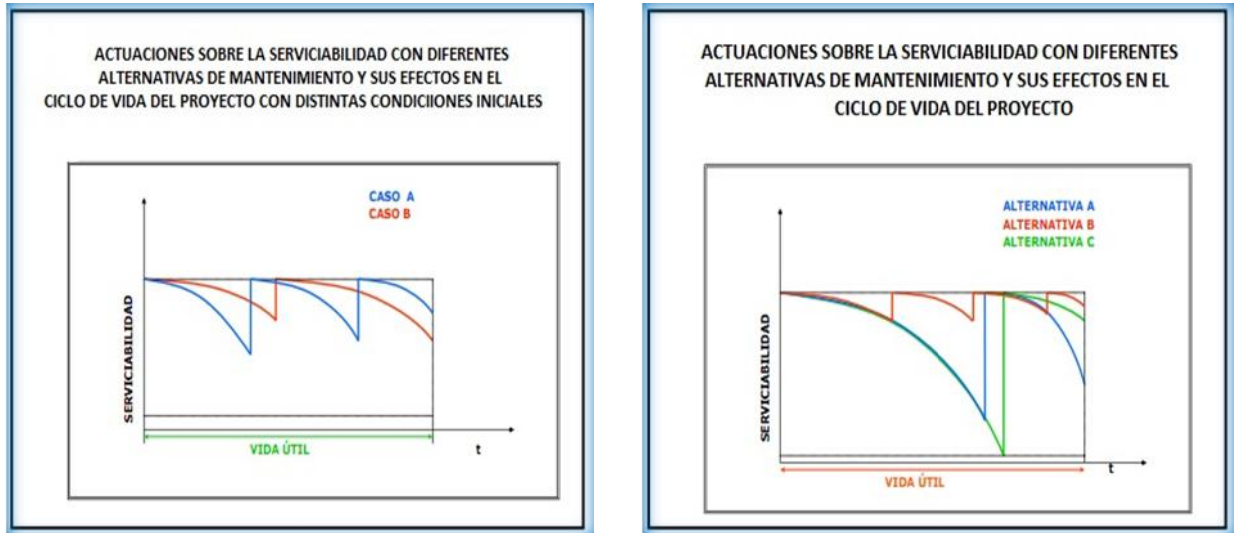 ACTUACIONES SOBRE LA SERVICIABILIDAD CON DIFERENTES
ALTERNATIVAS DE MANTENIMIENTO Y SUS EFECTOS EN EL
CICLO DE VIDA DEL PROYECTO CON DISTINTAS CONDICIIONES INICIALES
CASO A
CASO B
SERVICIABILIDAD
VIDA ÚTIL
t
ACTUACIONES SOBRE LA SERVICIABILIDAD CON DIFERENTES
ALTERNATIVAS DE MANTENIMIENTO Y SUS EFECTOS EN EL
CICLO DE VIDA DEL PROYECTO
ALTERNATIVA A
ALTERNATIVA B
ALTERNATIVA C
SERVICIABILIDAD
t
VIDA ÚTIL